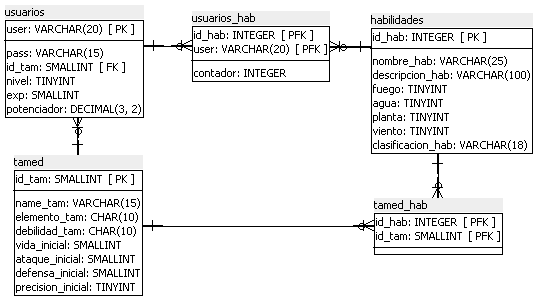 usuarios
user: VARCHAR(20) [ PK ]
pass: VARCHAR(15)
id_tam: SMALLINT [ FK ]
nivel: TINYINT
exp: SMALLINT
potenciador: DECIMAL(3, 2)
usuarios_hab
id_hab: INTEGER [ PFK ]
user: VARCHAR(20) [ PFK ]
contador: INTEGER
habilidades
id_hab: INTEGER [ PK ]
nombre_hab: VARCHAR(25)
descripcion_hab: VARCHAR(100)
fuego: TINYINT
agua: TINYINT
planta: TINYINT
viento: TINYINT
clasificacion_hab: VARCHAR(18)
tamed
id_tam: SMALLINT [ PK ]
name_tam: VARCHAR(15)
elemento_tam: CHAR(10)
debilidad_tam: CHAR(10)
vida_inicial: SMALLINT
ataque_inicial: SMALLINT
defensa_inicial: SMALLINT
precision_inicial: TINYINT
tamed_hab
id_hab: INTEGER [ PFK ]
id_tam: SMALLINT [ PFK ]